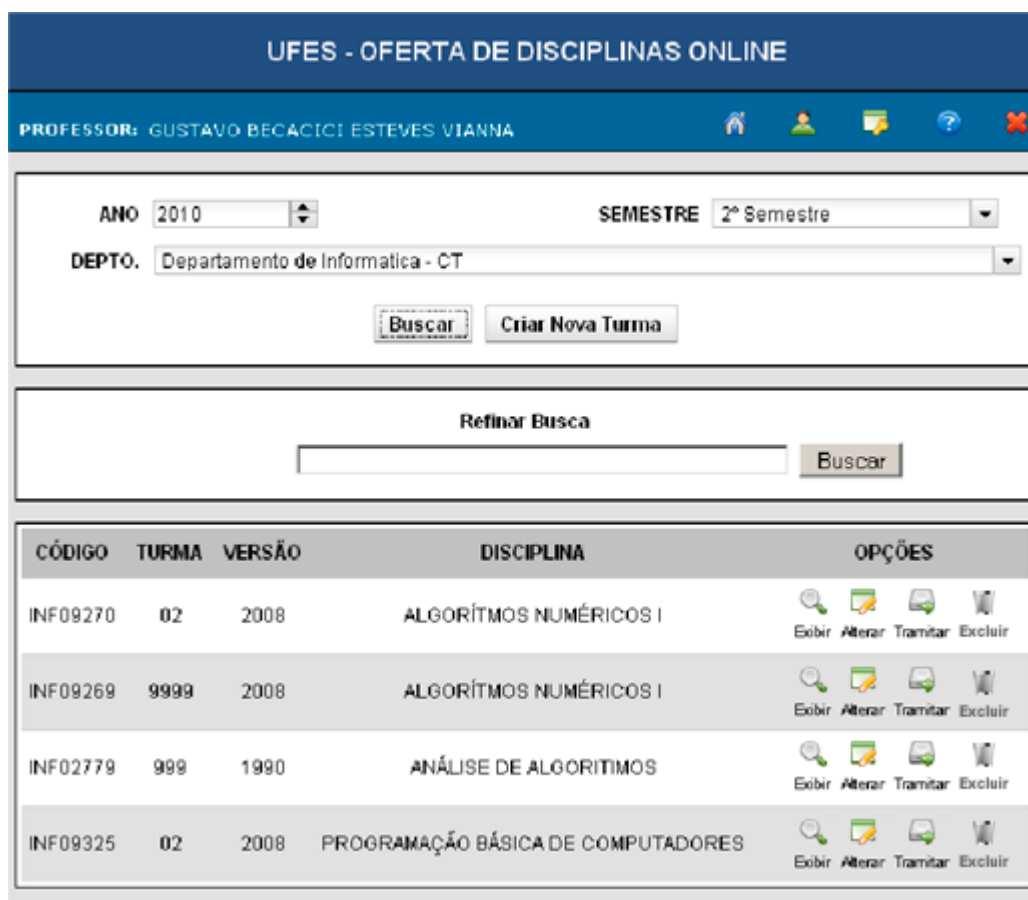 UFES - OFERTA DE DISCIPLINAS ONLINE
PROFESSOR: GUSTAVO BECACICI ESTEVES VIANNA
ANO 2010 SEMESTRE 2º Semestre
DEPTO. Departamento de Informatica - CT
Buscar Criar Nova Turma
Refinar Busca
Buscar
CÓDIGO TURMA VERSÃO DISCIPLINA OPÇÕES
INF09270 02 2008 ALGORÍTMOS NUMÉRICOS I
Exibir Alterar Tramitar Excluir
INF09269 9999 2008 ALGORÍTMOS NUMÉRICOS I
Exibir Alterar Tramitar Excluir
INF02779 999 1990 ANÁLISE DE ALGORITIMOS
Exibir Alterar Tramitar Excluir
INF09325 02 2008 PROGRAMAÇÃO BÁSICA DE COMPUTADORES
Exibir Alterar Tramitar Excluir